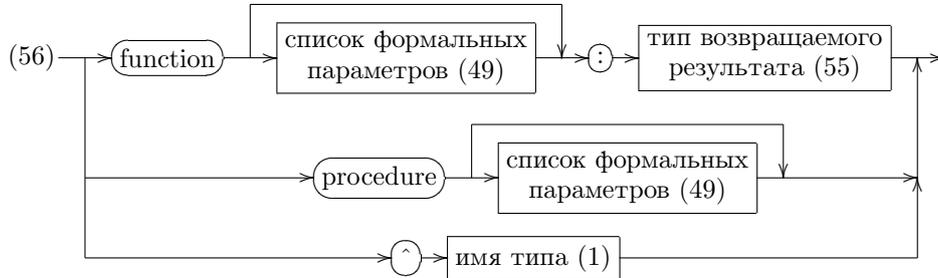 (56) function список формальных параметров (49) : тип возвращаемого результата (55)
procedure список формальных параметров (49)
^ имя типа (1)